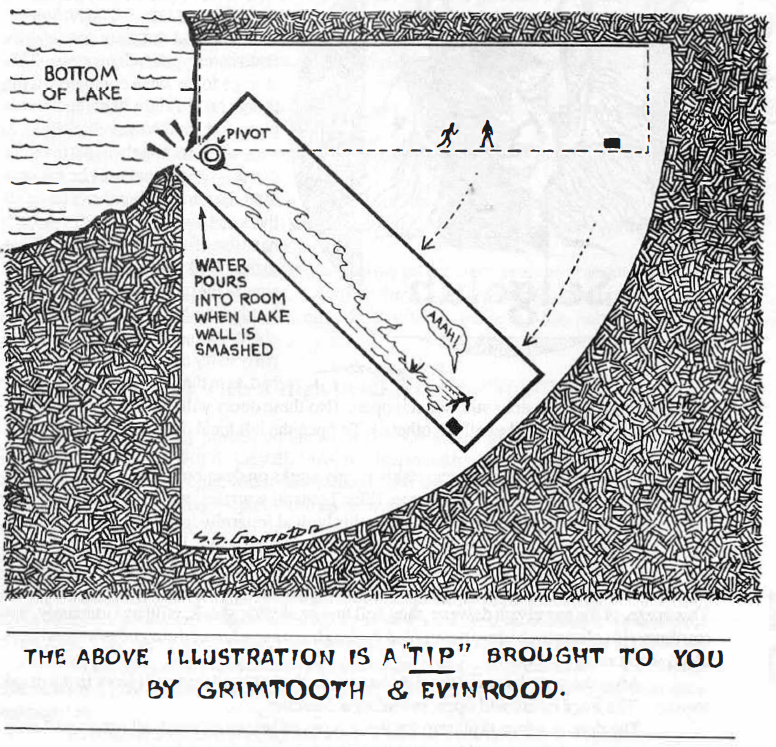 BOTTOM
OF LAKE
PIVOT
WATER
POURS
INTO ROOM
WHEN LAKE
WALL IS
SMASHED
AAAH!
S.S. Crompton
THE ABOVE ILLUSTRATION IS A "TIP" BROUGHT TO YOU
BY GRIMTOOTH & EVINROOD.